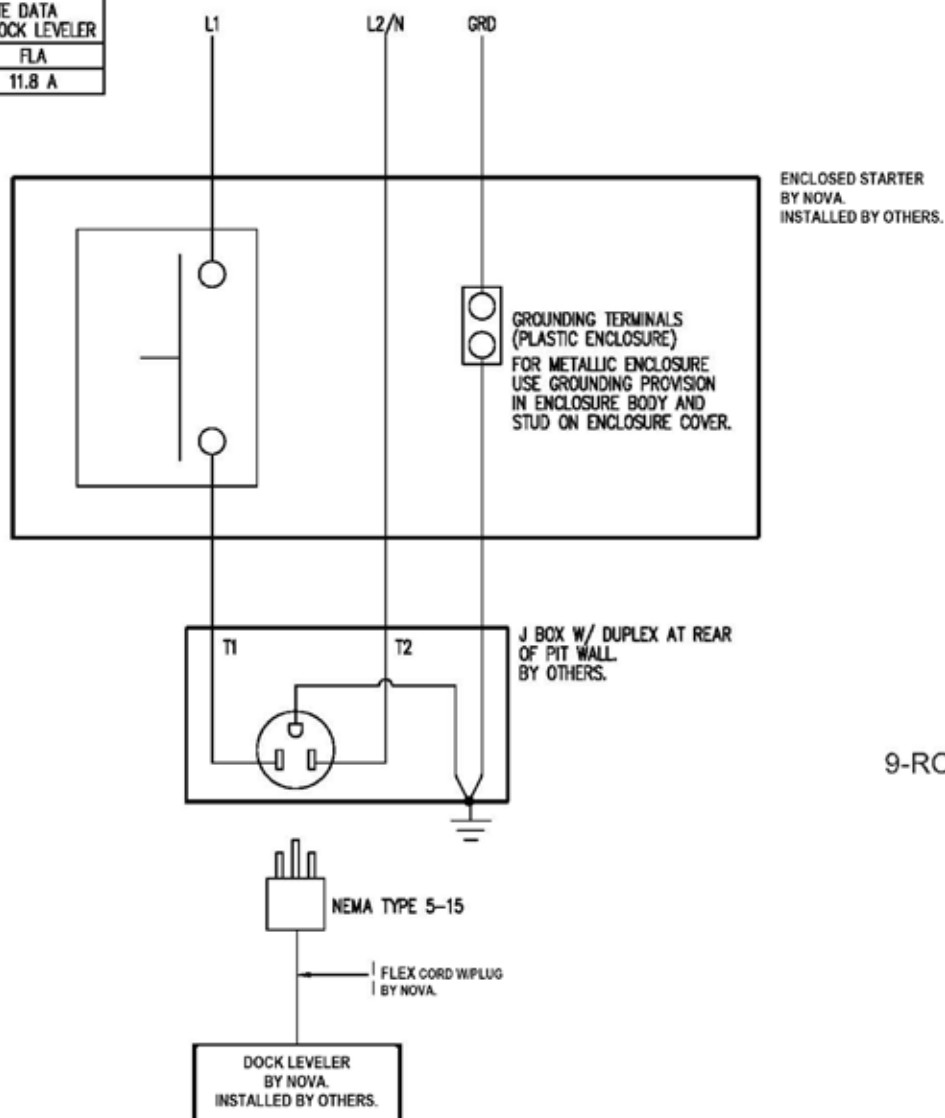 TE DATA
OCK LEVELER
FLA
11.8 A
L1
L2/N
GRD
ENCLOSED STARTER
BY NOVA.
INSTALLED BY OTHERS.
GROUNDING TERMINALS
(PLASTIC ENCLOSURE)
FOR METALLIC ENCLOSURE
USE GROUNDING PROVISION
IN ENCLOSURE BODY AND
STUD ON ENCLOSURE COVER.
T1
T2
J BOX W/ DUPLEX AT REAR
OF PIT WALL.
BY OTHERS.
9-RO
NEMA TYPE 5-15
FLEX CORD W/PLUG
BY NOVA.
DOCK LEVELER
BY NOVA.
INSTALLED BY OTHERS.